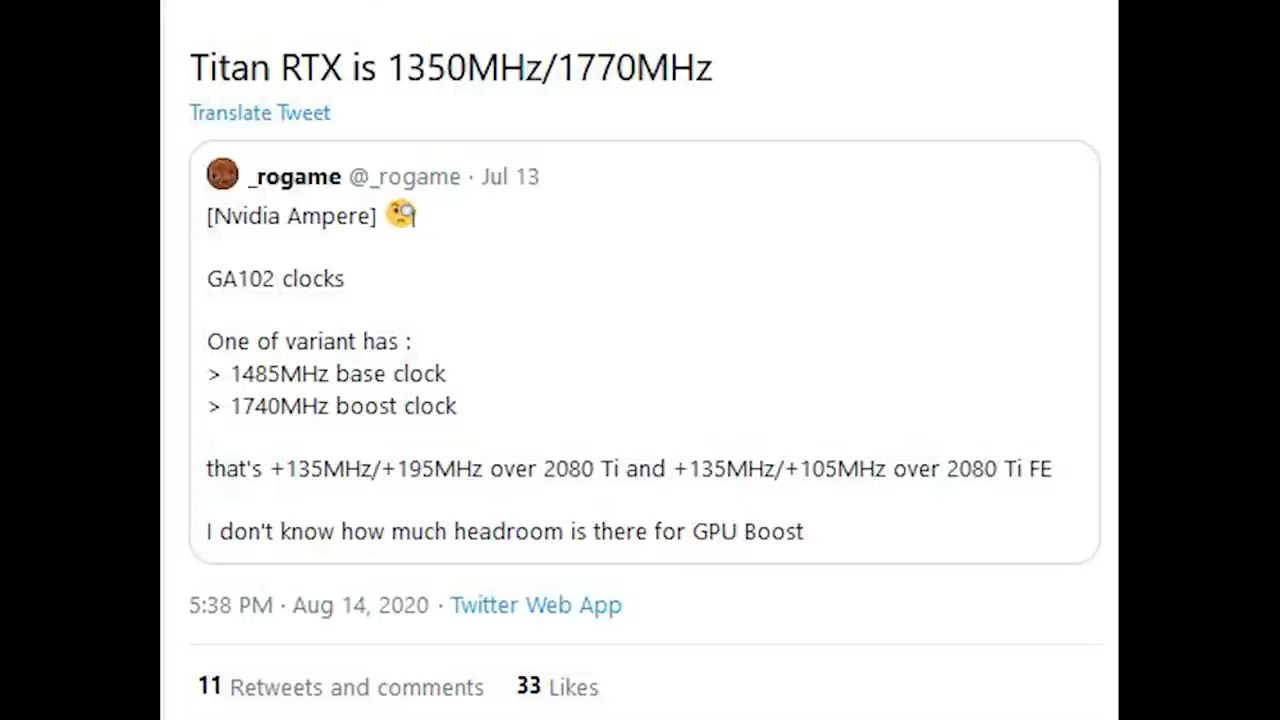 Titan RTX is 1350MHz/1770MHz
Translate Tweet
_rogame @_rogame · Jul 13
[Nvidia Ampere] 🧐
GA102 clocks
One of variant has :
> 1485MHz base clock
> 1740MHz boost clock
that's +135MHz/+195MHz over 2080 Ti and +135MHz/+105MHz over 2080 Ti FE
I don't know how much headroom is there for GPU Boost
5:38 PM · Aug 14, 2020 · Twitter Web App
11 Retweets and comments 33 Likes